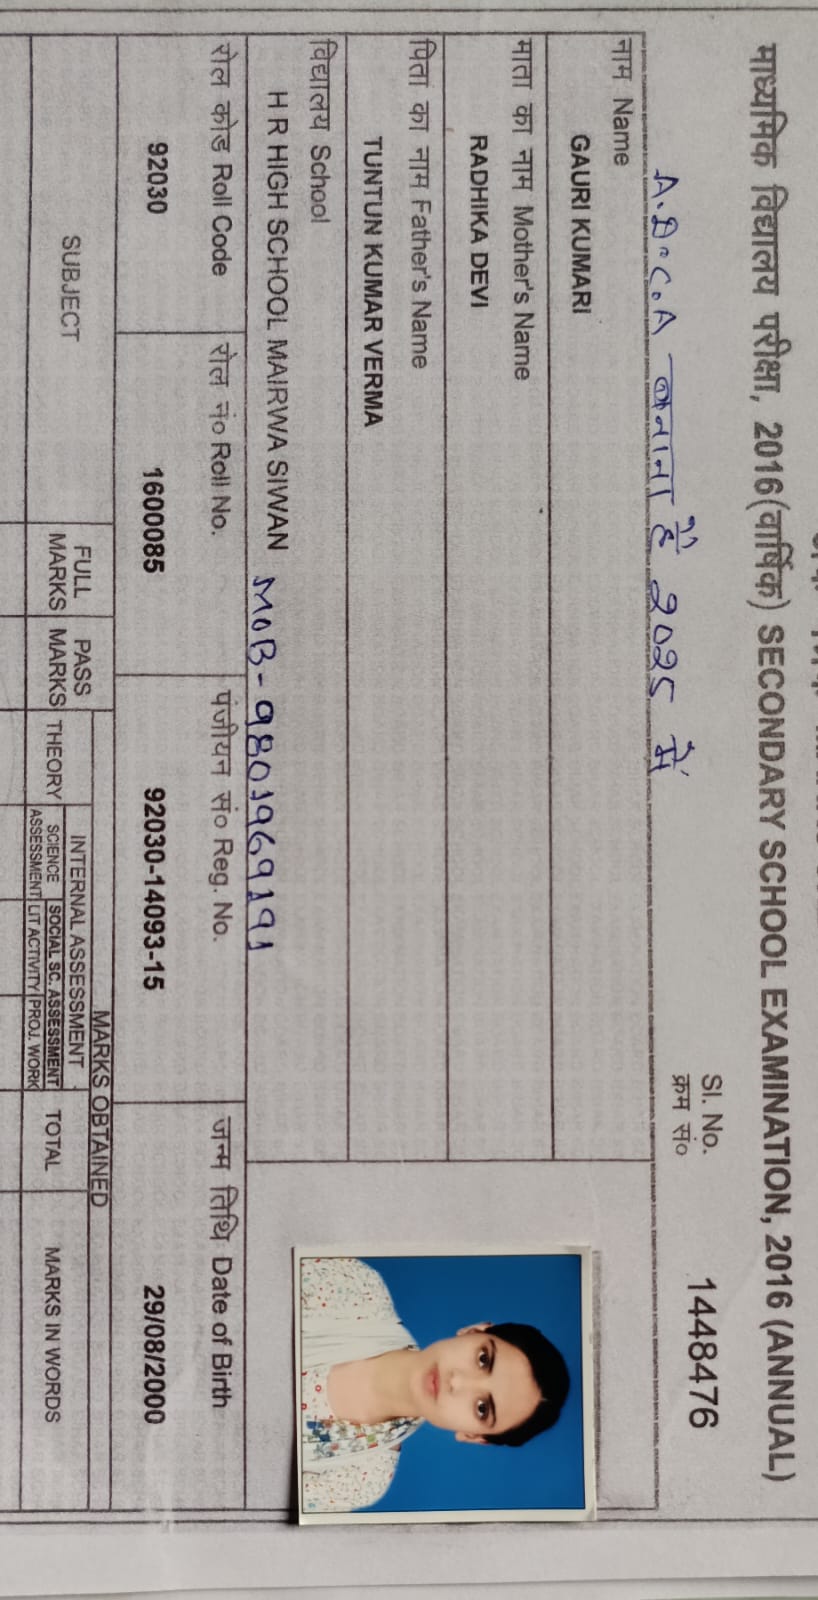 माध्यमिक विद्यालय परीक्षा, 2016(वार्षिक) SECONDARY SCHOOL EXAMINATION, 2016 (ANNUAL)
Sl. No.
क्रम सं० 1448476
A.D.C.A बनाना है 2025 में
नाम Name
GAURI KUMARI
माता का नाम Mother's Name
RADHIKA DEVI
पिता का नाम Father's Name
TUNTUN KUMAR VERMA
विद्यालय School
H R HIGH SCHOOL MAIRWA SIWAN MOB- 9801969191
रोल कोड Roll Code रोल नं० Roll No. पंजीयन सं० Reg. No. जन्म तिथि Date of Birth
92030 1600085 92030-14093-15 29/08/2000
MARKS OBTAINED
SUBJECT FULL MARKS PASS MARKS THEORY INTERNAL ASSESSMENT TOTAL MARKS IN WORDS
SCIENCE ASSESSMENT SOCIAL SC. ASSESSMENT
LIT ACTIVITY PROJ. WORK